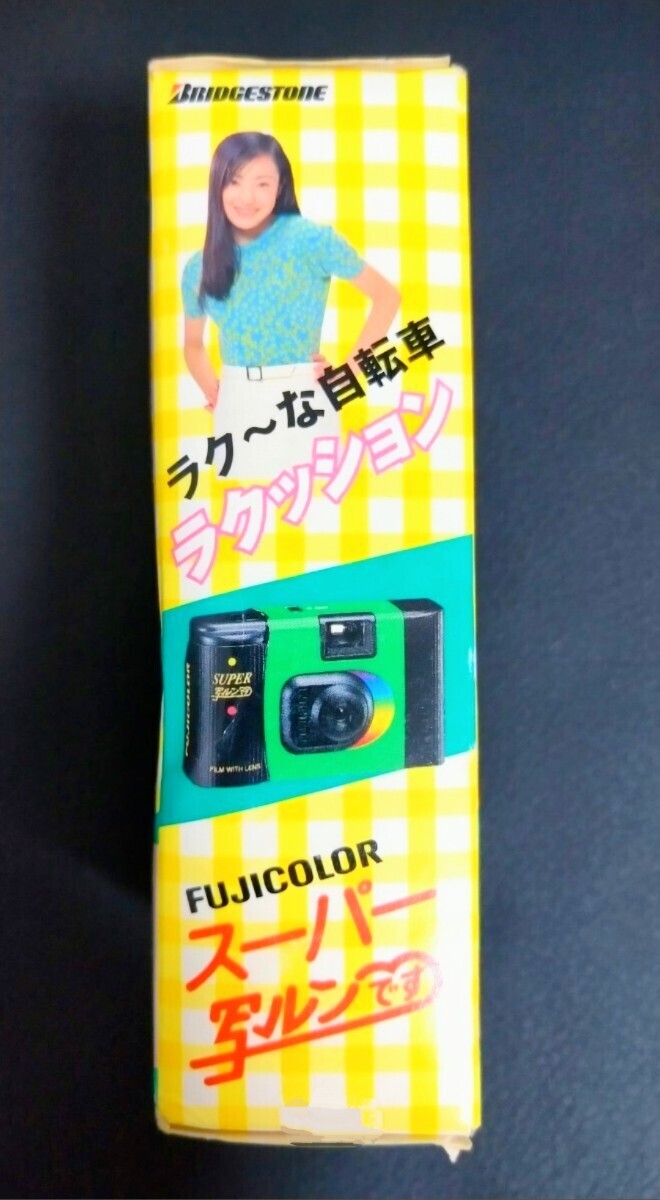 BRIDGESTONE
ラク〜な自転車
ラクッション
SUPER
写ルンです
FUJICOLOR
FILM WITH LENS
FUJICOLOR
スーパー
写ルンです